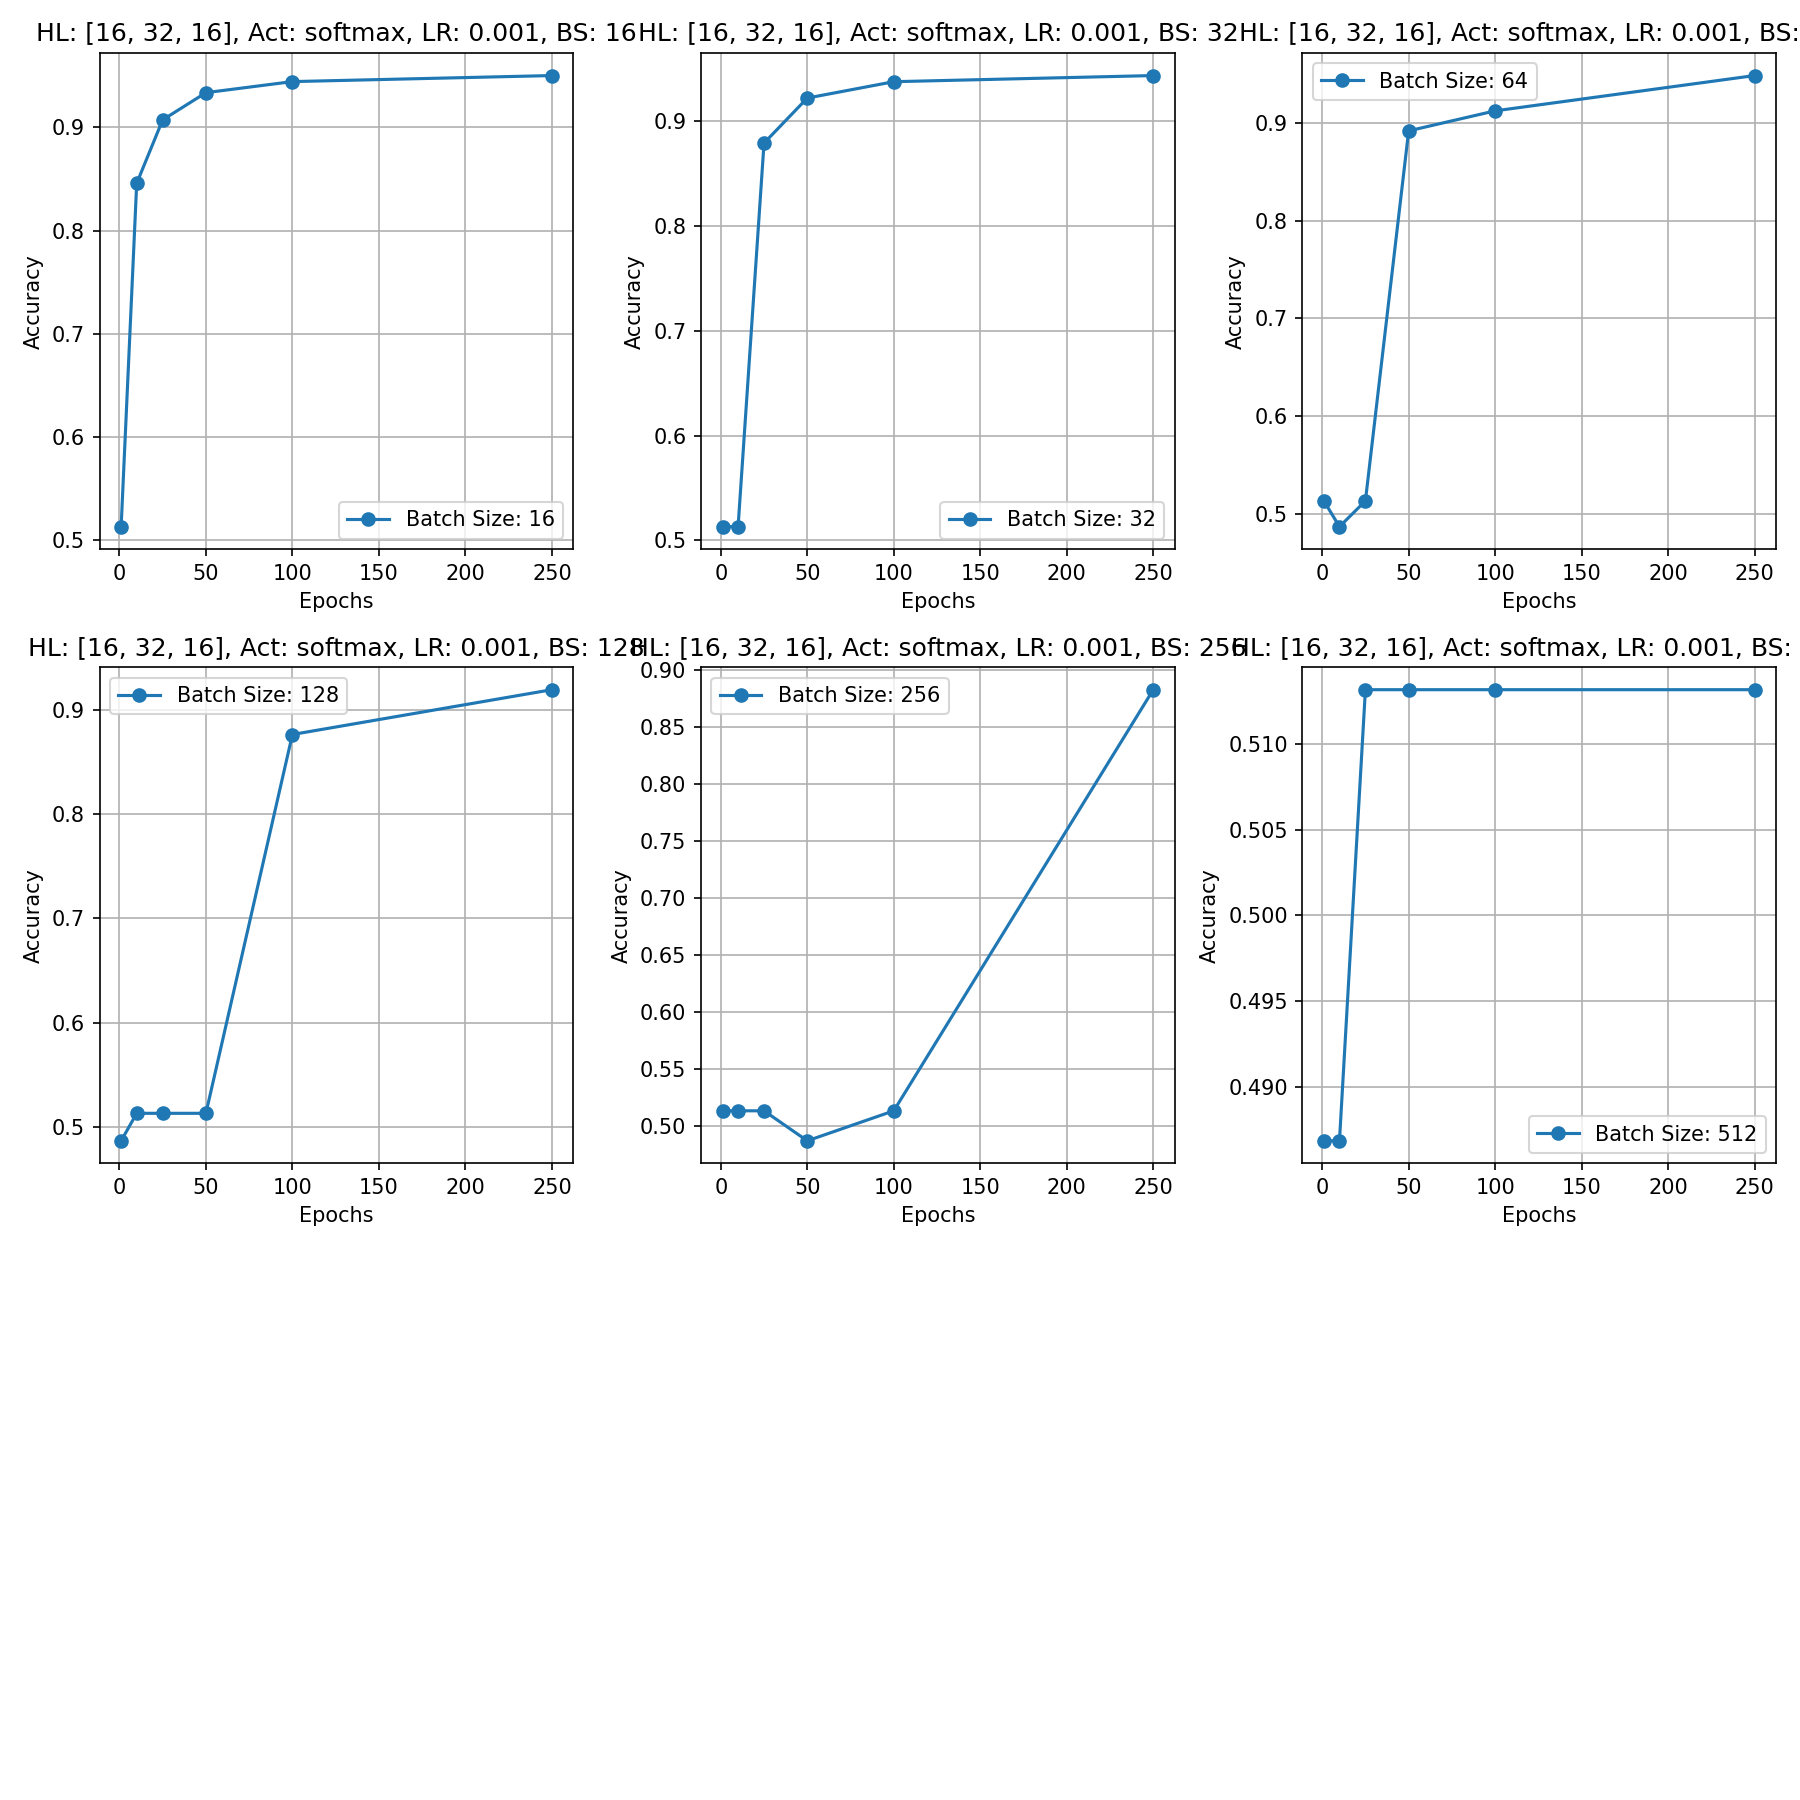 HL: [16, 32, 16], Act: softmax, LR: 0.001, BS: 16
Batch Size: 16
Accuracy
0.9
0.8
0.7
0.6
0.5
0 50 100 150 200 250
Epochs
HL: [16, 32, 16], Act: softmax, LR: 0.001, BS: 32
Batch Size: 32
Accuracy
0.9
0.8
0.7
0.6
0.5
0 50 100 150 200 250
Epochs
HL: [16, 32, 16], Act: softmax, LR: 0.001, BS:
Batch Size: 64
Accuracy
0.9
0.8
0.7
0.6
0.5
0 50 100 150 200 250
Epochs
HL: [16, 32, 16], Act: softmax, LR: 0.001, BS: 128
Batch Size: 128
Accuracy
0.9
0.8
0.7
0.6
0.5
0 50 100 150 200 250
Epochs
HL: [16, 32, 16], Act: softmax, LR: 0.001, BS: 256
Batch Size: 256
Accuracy
0.90
0.85
0.80
0.75
0.70
0.65
0.60
0.55
0.50
0 50 100 150 200 250
Epochs
HL: [16, 32, 16], Act: softmax, LR: 0.001, BS:
Batch Size: 512
Accuracy
0.510
0.505
0.500
0.495
0.490
0 50 100 150 200 250
Epochs